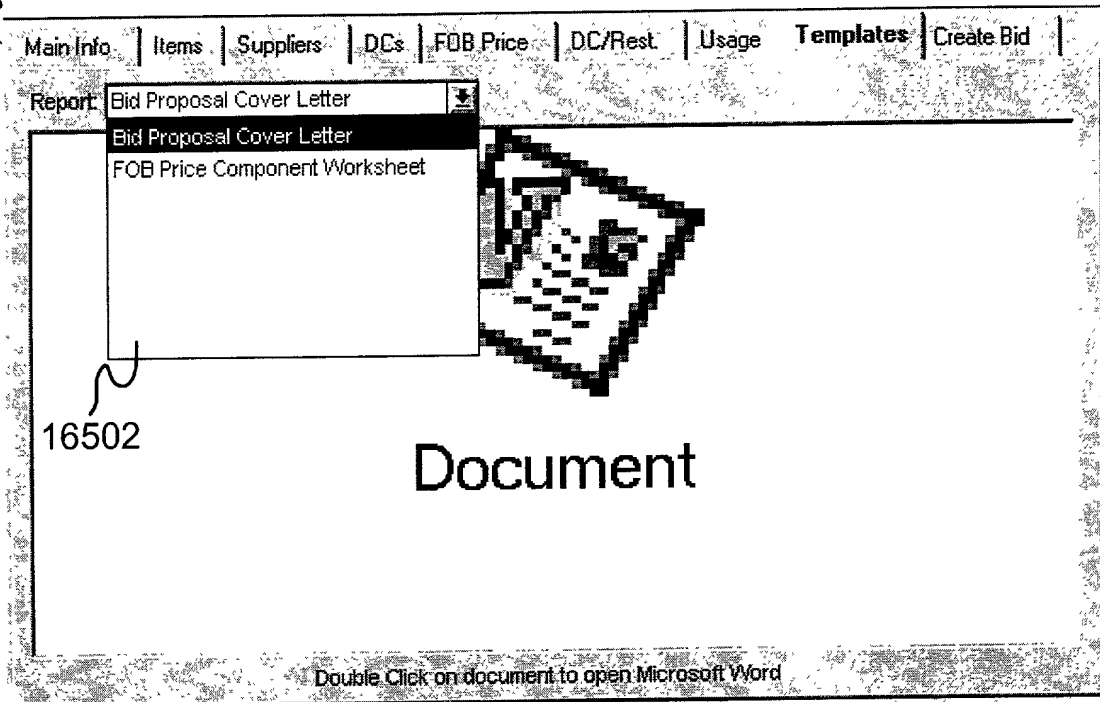 Main Info Items Suppliers DCs FOB Price DC/Rest. Usage Templates Create Bid
Report: Bid Proposal Cover Letter
Bid Proposal Cover Letter
FOB Price Component Worksheet
16502
Document
Double Click on document to open Microsoft Word